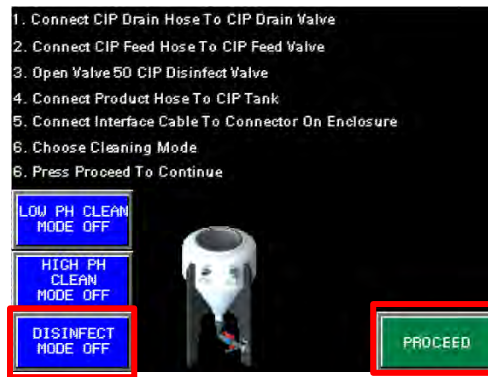 1. Connect CIP Drain Hose To CIP Drain Valve
2. Connect CIP Feed Hose To CIP Feed Valve
3. Open Valve 50 CIP Disinfect Valve
4. Connect Product Hose To CIP Tank
5. Connect Interface Cable To Connector On Enclosure
6. Choose Cleaning Mode
6. Press Proceed To Continue
LOW PH CLEAN
MODE OFF
HIGH PH
CLEAN
MODE OFF
DISINFECT
MODE OFF
PROCEED